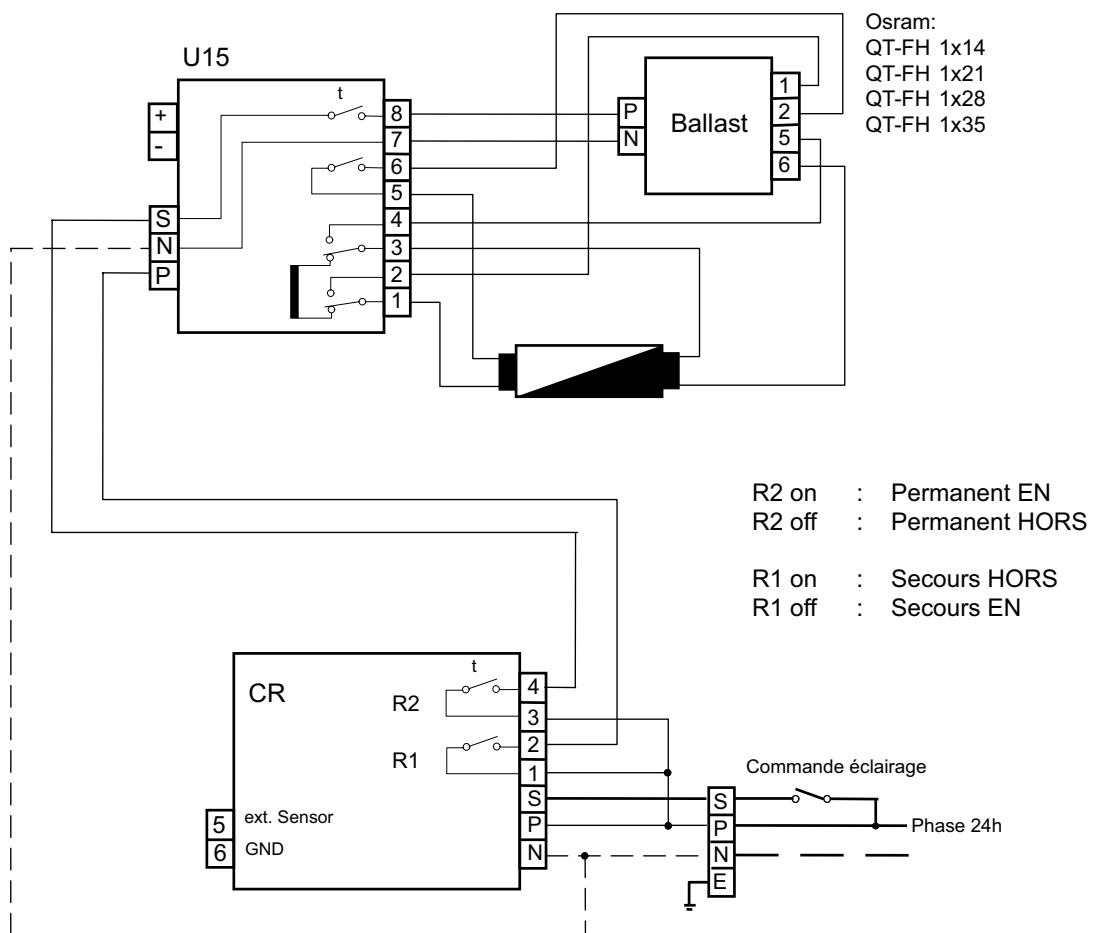 Osram:
QT-FH 1x14
QT-FH 1x21
QT-FH 1x28
QT-FH 1x35
U15
t
+
-
S
N
P
8
7
6
5
4
3
2
1
P
N
Ballast
1
2
5
6
R2 on : Permanent EN
R2 off : Permanent HORS
R1 on : Secours HORS
R1 off : Secours EN
CR
t
R2
R1
4
3
2
1
S
P
N
5 ext. Sensor
6 GND
Commande éclairage
S
P
N
E
Phase 24h